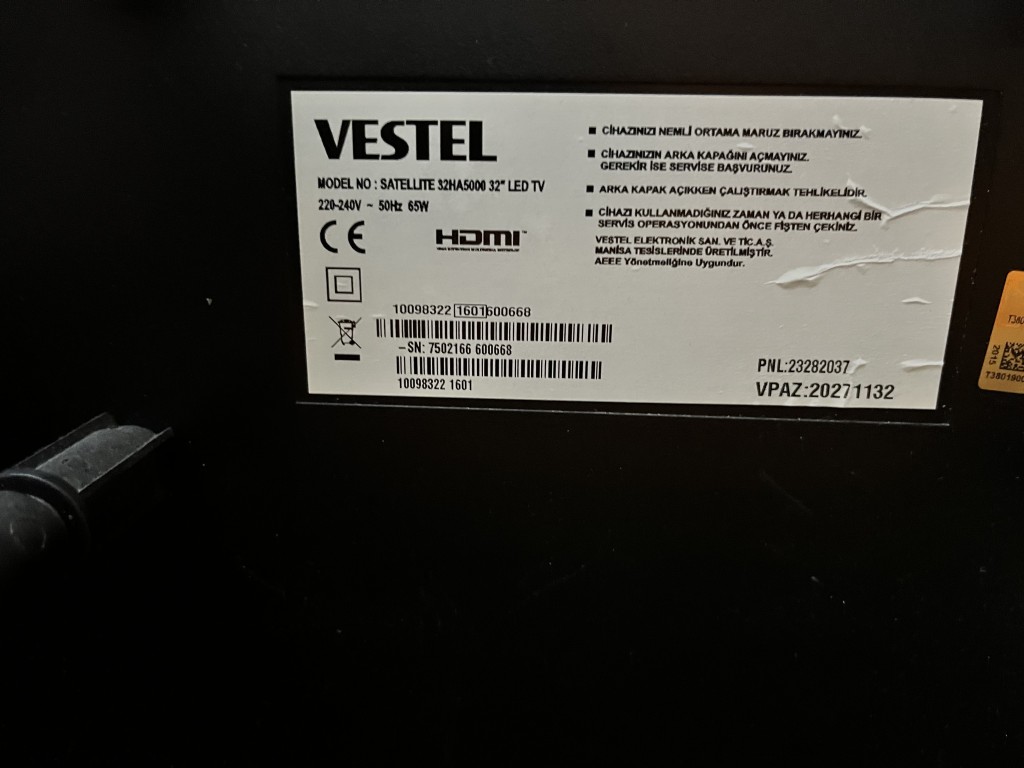 VESTEL
MODEL NO : SATELLITE 32HA5000 32" LED TV
220-240V ~ 50Hz 65W
CE
HDMI™
10098322 1601600668
-SN: 7502166 600668
10098322 1601
■ CİHAZINIZI NEMLİ ORTAMA MARUZ BIRAKMAYINIZ.
■ CİHAZINIZIN ARKA KAPAĞINI AÇMAYINIZ.
GEREKİR İSE SERVİSE BAŞVURUNUZ.
■ ARKA KAPAK AÇIKKEN ÇALIŞTIRMAK TEHLİKELİDİR.
■ CİHAZI KULLANMADIĞINIZ ZAMAN YA DA HERHANGİ BİR
SERVİS OPERASYONUNDAN ÖNCE FİŞTEN ÇEKİNİZ.
VESTEL ELEKTRONİK SAN. VE TİC.A.Ş.
MANİSA TESİSLERİNDE ÜRETİLMİŞTİR.
AEEE Yönetmeliğine Uygundur.
PNL:23282037
VPAZ:20271132
2015